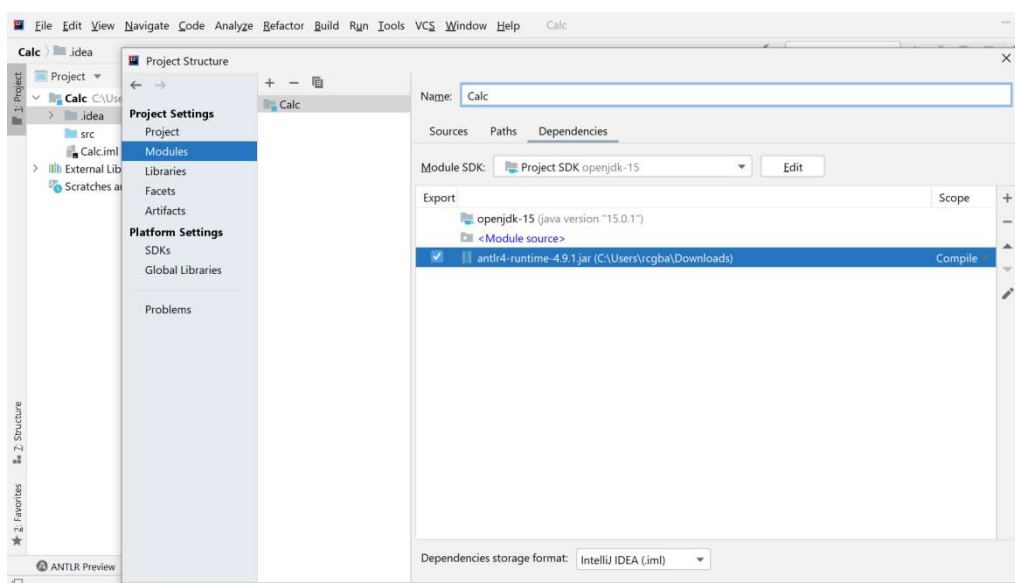 File Edit View Navigate Code Analyze Refactor Build Run Tools VCS Window Help Calc
Calc .idea
Project Structure
1: Project
Project
Calc C:\Use
.idea
src
Calc.iml
External Lib
Scratches a
Project Settings
Project
Modules
Libraries
Facets
Artifacts
Platform Settings
SDKs
Global Libraries
Problems
Calc
Name: Calc
Sources Paths Dependencies
Module SDK: Project SDK openjdk-15 Edit
Export Scope
openjdk-15 (java version "15.0.1")
<Module source>
antlr4-runtime-4.9.1.jar (C:\Users\rcgba\Downloads) Compile
Dependencies storage format: IntelliJ IDEA (.iml)
Z: Structure
2: Favorites
ANTLR Preview